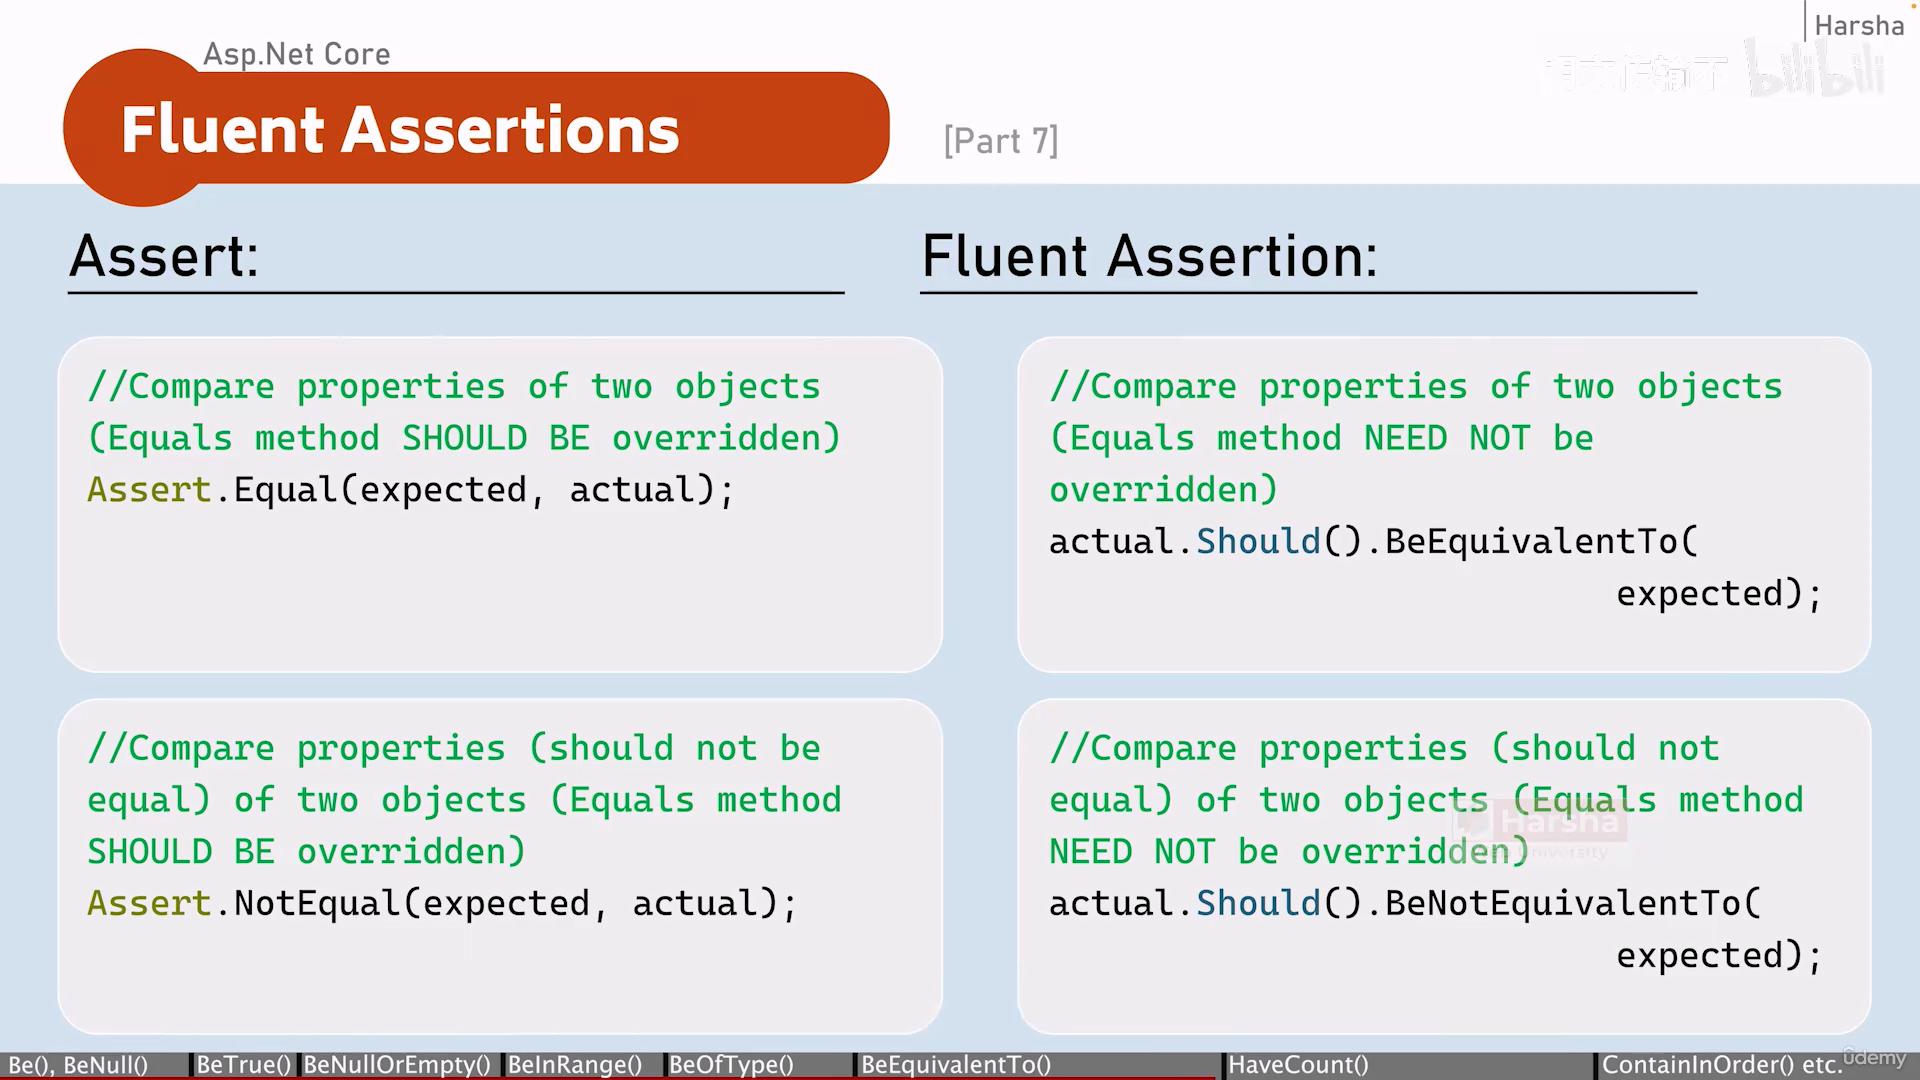 Harsha
Asp.Net Core
bilibili
Fluent Assertions
[Part 7]
Assert:
//Compare properties of two objects
(Equals method SHOULD BE overridden)
Assert.Equal(expected, actual);
//Compare properties (should not be
equal) of two objects (Equals method
SHOULD BE overridden)
Assert.NotEqual(expected, actual);
Fluent Assertion:
//Compare properties of two objects
(Equals method NEED NOT be
overridden)
actual.Should().BeEquivalentTo(
expected);
//Compare properties (should not
equal) of two objects (Equals method
NEED NOT be overridden)
actual.Should().BeNotEquivalentTo(
expected);
Harsha
University
Be(), BeNull()
BeTrue()
BeNullOrEmpty()
BeInRange()
BeOfType()
BeEquivalentTo()
HaveCount()
ContainInOrder() etc.
ûdemy